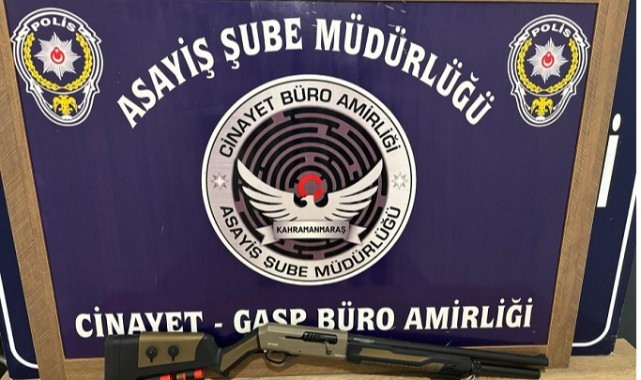 POLİS
POLİS
ASAYİŞ ŞUBE MÜDÜRLÜĞÜ
CİNAYET BÜRO AMİRLİĞİ
KAHRAMANMARAŞ
ASAYİŞ ŞUBE MÜDÜRLÜĞÜ
CİNAYET - GASP BÜRO AMİRLİĞİ